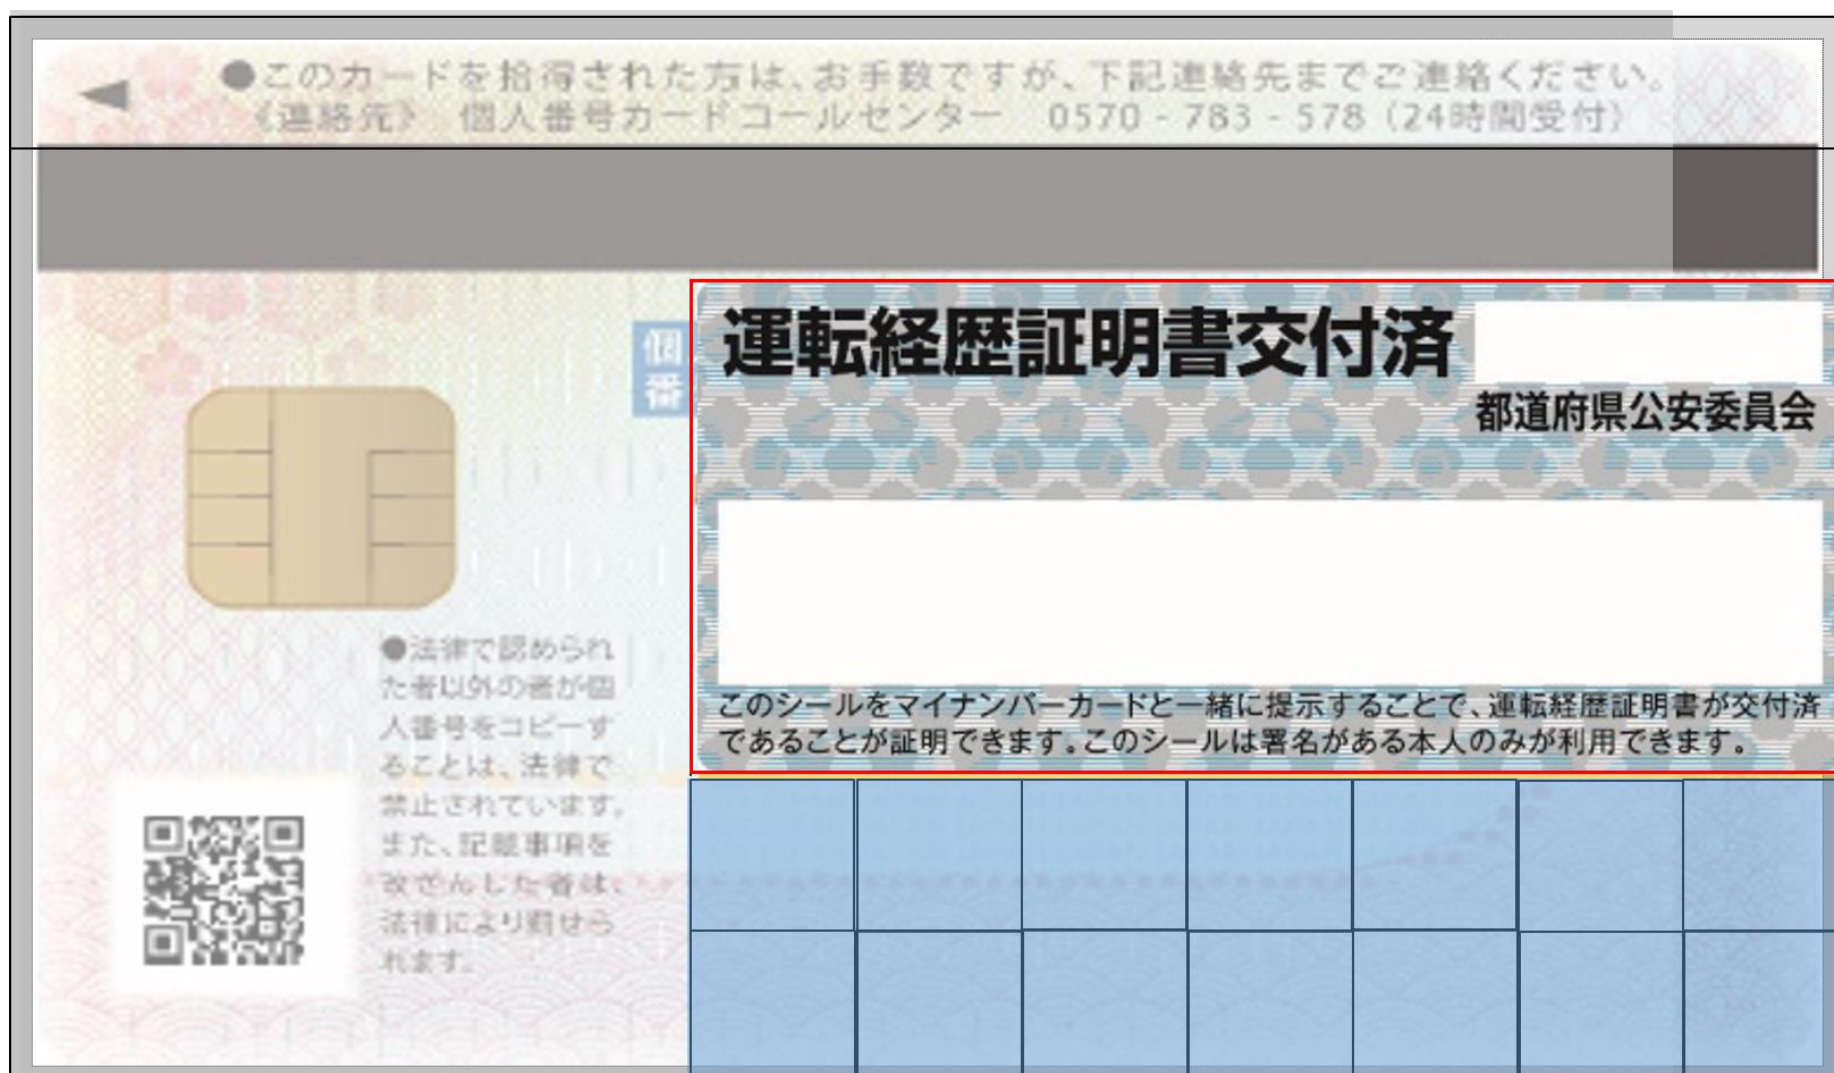 ●このカードを拾得された方は、お手数ですが、下記連絡先までご連絡ください。
《連絡先》 個人番号カードコールセンター 0570-783-578（24時間受付）
個
番
運転経歴証明書交付済
都道府県公安委員会
このシールをマイナンバーカードと一緒に提示することで、運転経歴証明書が交付済
であることが証明できます。このシールは署名がある本人のみが利用できます。
●法律で認められ
た者以外の者が個
人番号をコピーす
ることは、法律で
禁止されています。
また、記載事項を
改ざんした者は、
法律により罰せら
れます。